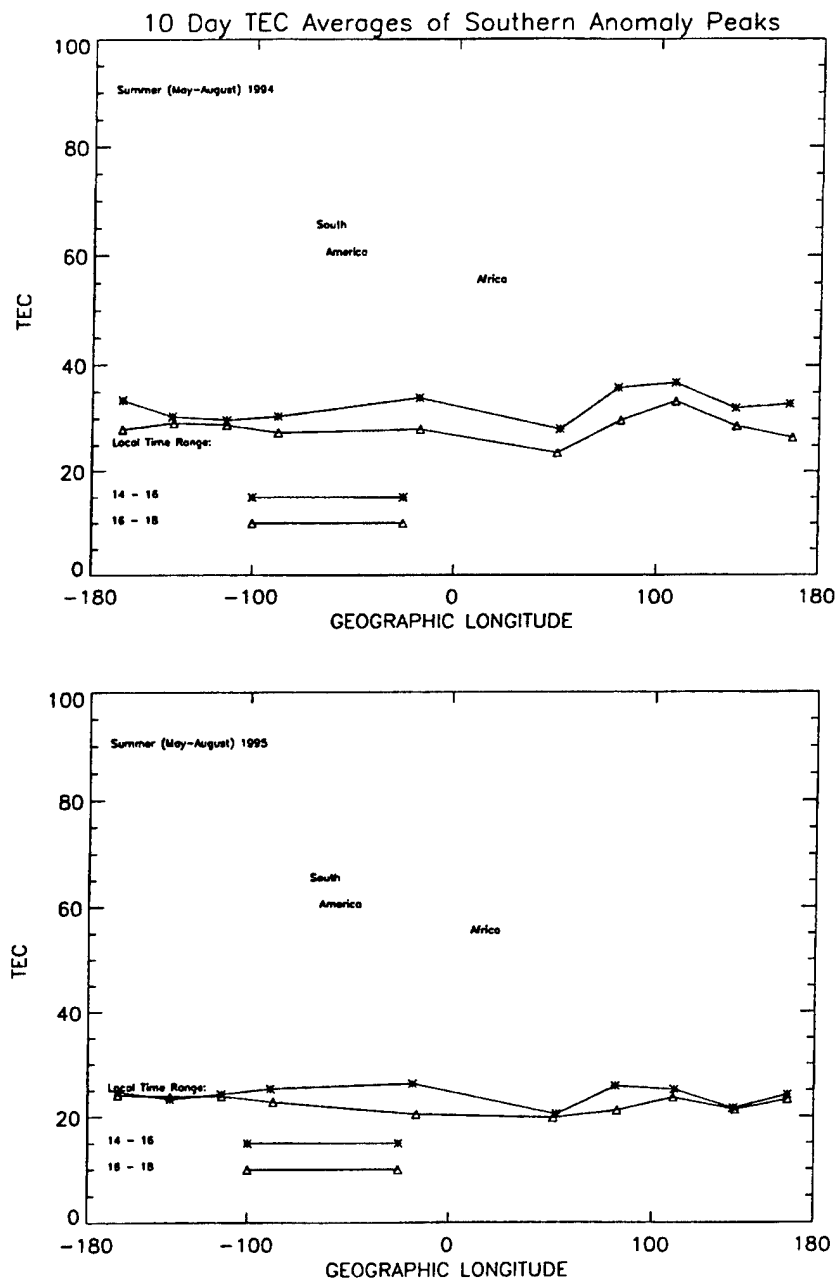 10 Day TEC Averages of Southern Anomaly Peaks
100
Summer (May-August) 1994
80
South
America
60
Africa
TEC
40
Local Time Range:
20
14 - 16
16 - 18
0
-180 -100 0 100 180
GEOGRAPHIC LONGITUDE
100
Summer (May-August) 1995
80
South
America
60
Africa
TEC
40
Local Time Range:
20
14 - 16
16 - 18
0
-180 -100 0 100 180
GEOGRAPHIC LONGITUDE